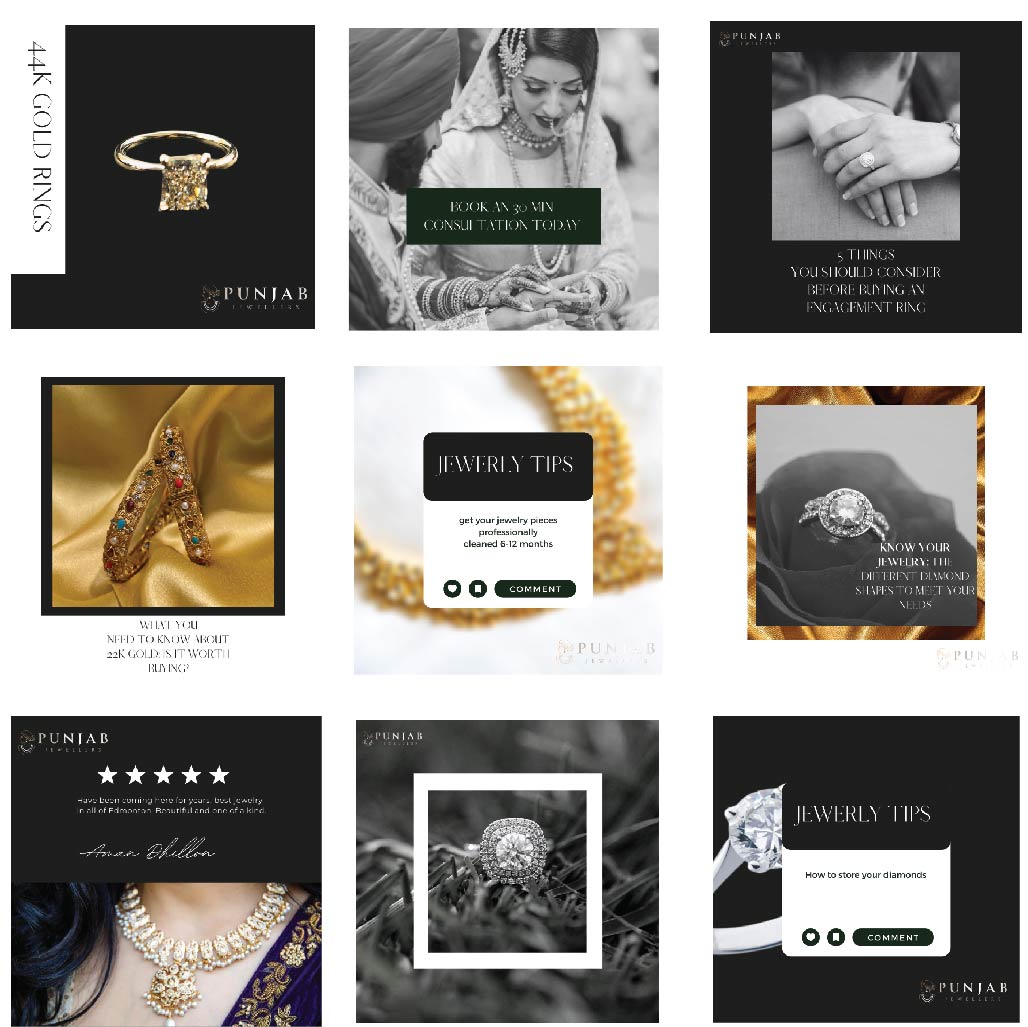 44K GOLD RINGS
PUNJAB
JEWELLERS
BOOK AN 30 MIN
CONSULTATION TODAY
PUNJAB
JEWELLERS
5 THINGS
YOU SHOULD CONSIDER
BEFORE BUYING AN
ENGAGEMENT RING
WHAT YOU
NEED TO KNOW ABOUT
22K GOLD: IS IT WORTH
BUYING?
JEWERLY TIPS
get your jewelry pieces
professionally
cleaned 6-12 months
COMMENT
PUNJAB
JEWELLERS
KNOW YOUR
JEWELRY: THE
DIFFERENT DIAMOND
SHAPES TO MEET YOUR
NEEDS
PUNJAB
JEWELLERS
PUNJAB
JEWELLERS
Have been coming here for years, best jewelry
in all of Edmonton. Beautiful and one of a kind.
Aman Dhillon
PUNJAB
JEWELLERS
JEWERLY TIPS
How to store your diamonds
COMMENT
PUNJAB
JEWELLERS